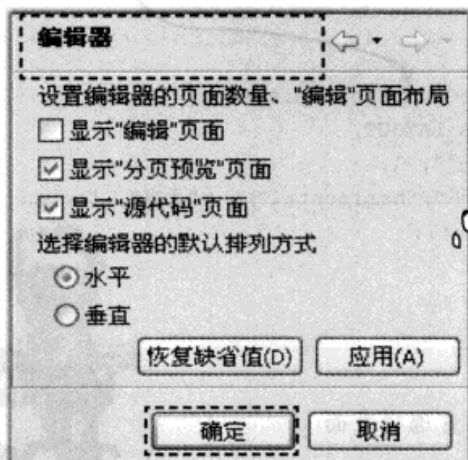 编辑器
设置编辑器的页面数量、"编辑"页面布局
显示"编辑"页面
显示"分页预览"页面
显示"源代码"页面
选择编辑器的默认排列方式
水平
垂直
恢复缺省值(D) 应用(A)
确定 取消